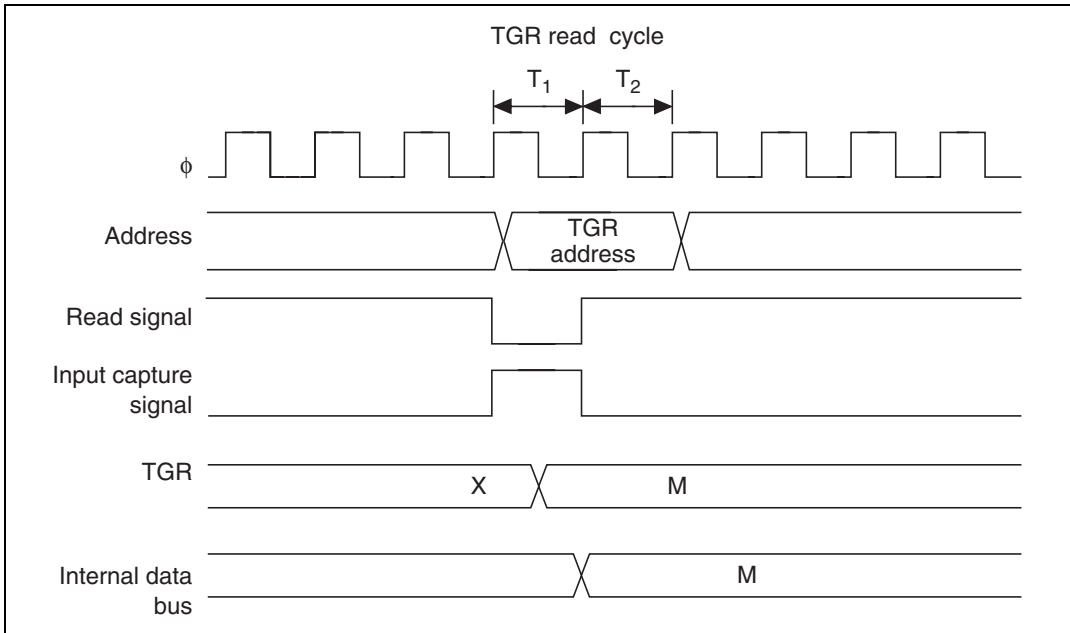 TGR read cycle
T1 T2
ϕ
Address
TGR
address
Read signal
Input capture
signal
TGR
X M
Internal data
bus
M